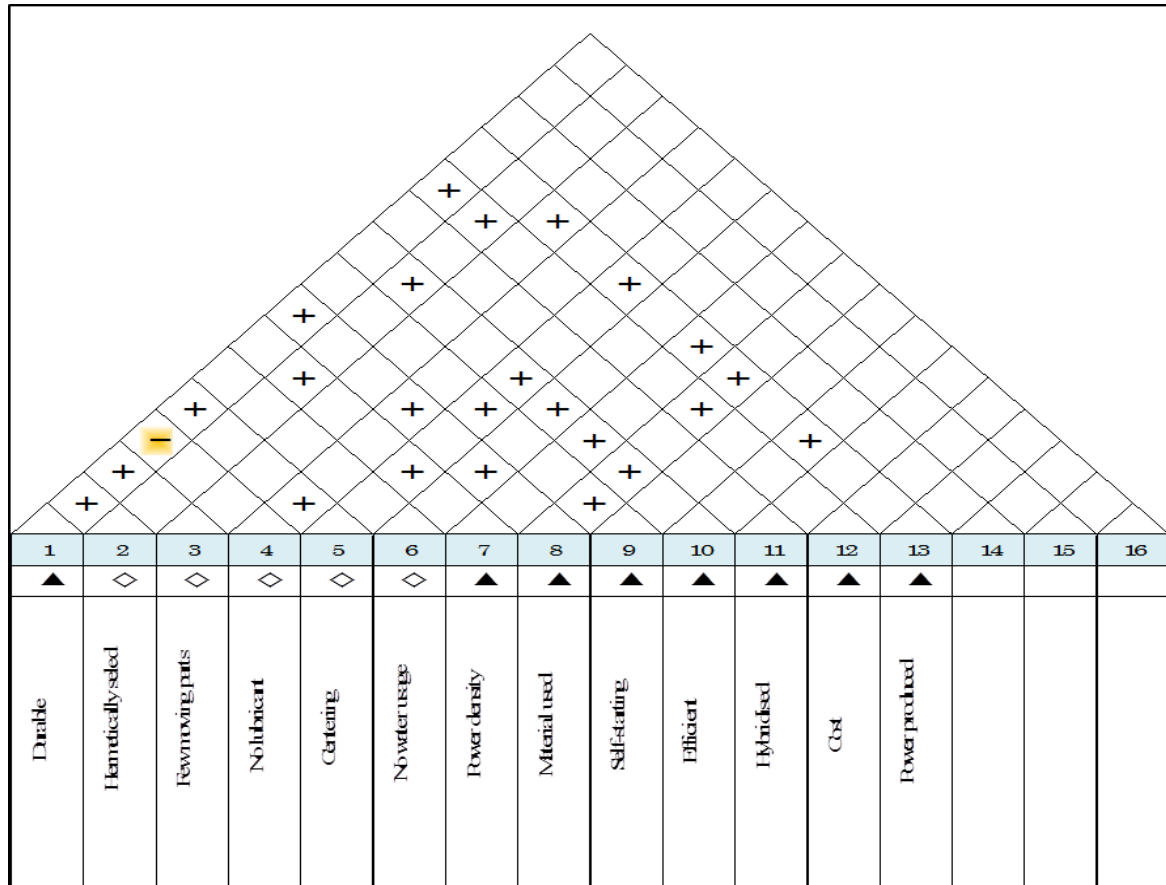 +
+ +
+ +
+
+
+ + +
+ + + + +
− + +
+ + + +
+ + +
1 2 3 4 5 6 7 8 9 10 11 12 13 14 15 16
Durable
Hermetically seled
Few moving parts
No lubricant
Centering
No water usage
Power density
Material used
Self-starting
Efficient
Hybridised
Cost
Power produced